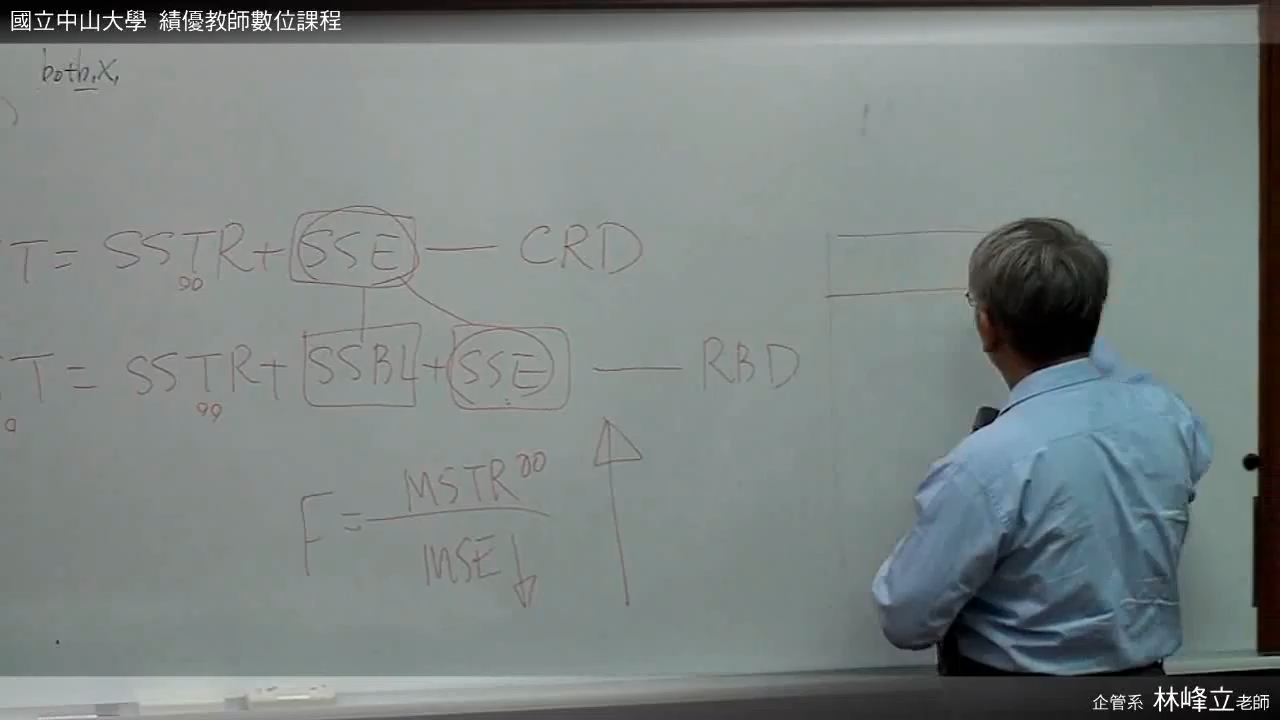 國立中山大學 績優教師數位課程
both,X,
T = SSTR + SSE — CRD
T = SSTR + SSBL + SSE — RBD
F = MSTR
MSE ↓
企管系 林峰立老師